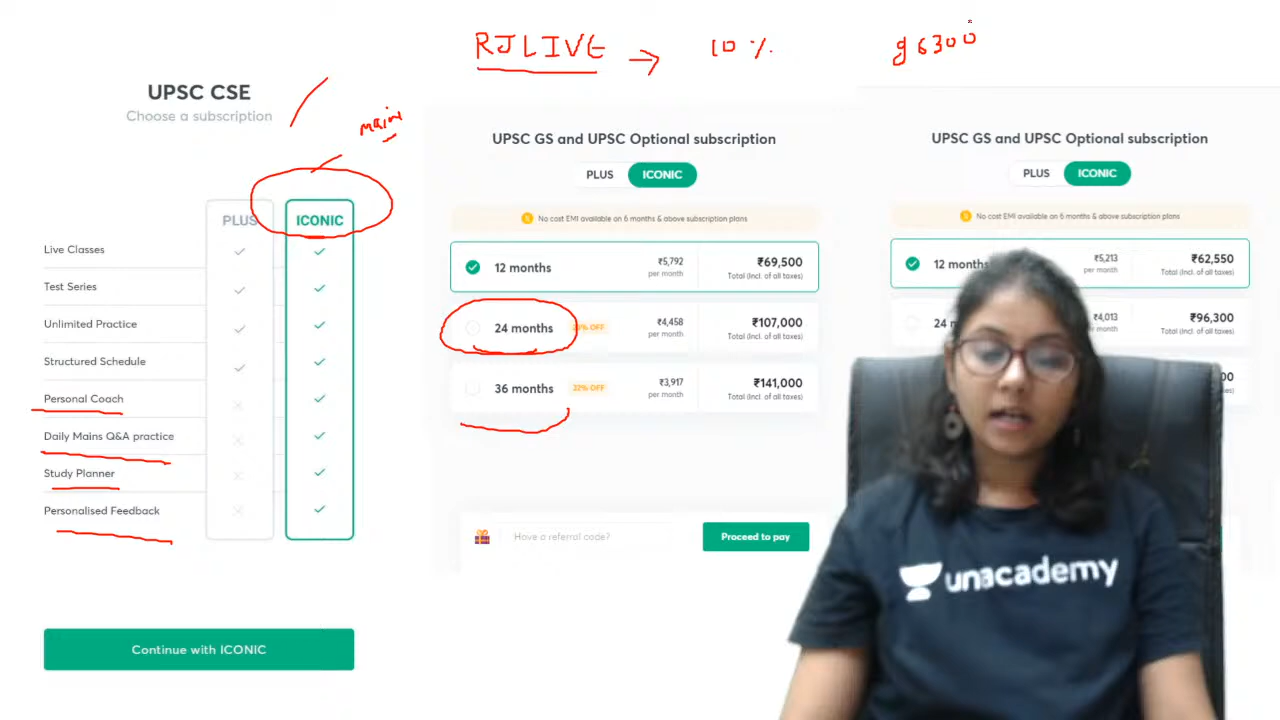 RJLIVE → 10 %
96300
UPSC CSE
Choose a subscription
mains
PLUS
ICONIC
Live Classes
Test Series
Unlimited Practice
Structured Schedule
Personal Coach
Daily Mains Q&A practice
Study Planner
Personalised Feedback
Continue with ICONIC
UPSC GS and UPSC Optional subscription
PLUS
ICONIC
No cost EMI available on 6 months & above subscription plans
12 months
₹5,792
per month
₹69,500
Total (Incl. of all taxes)
24 months
OFF
₹4,458
per month
₹107,000
Total (Incl. of all taxes)
36 months
32% OFF
₹3,917
per month
₹141,000
Total (Incl. of all taxes)
Have a referral code?
Proceed to pay
UPSC GS and UPSC Optional subscription
PLUS
ICONIC
No cost EMI available on 6 months & above subscription plans
12 months
₹5,213
per month
₹62,550
Total (Incl. of all taxes)
₹4,013
per month
₹96,300
Total (Incl. of all taxes)
unacademy